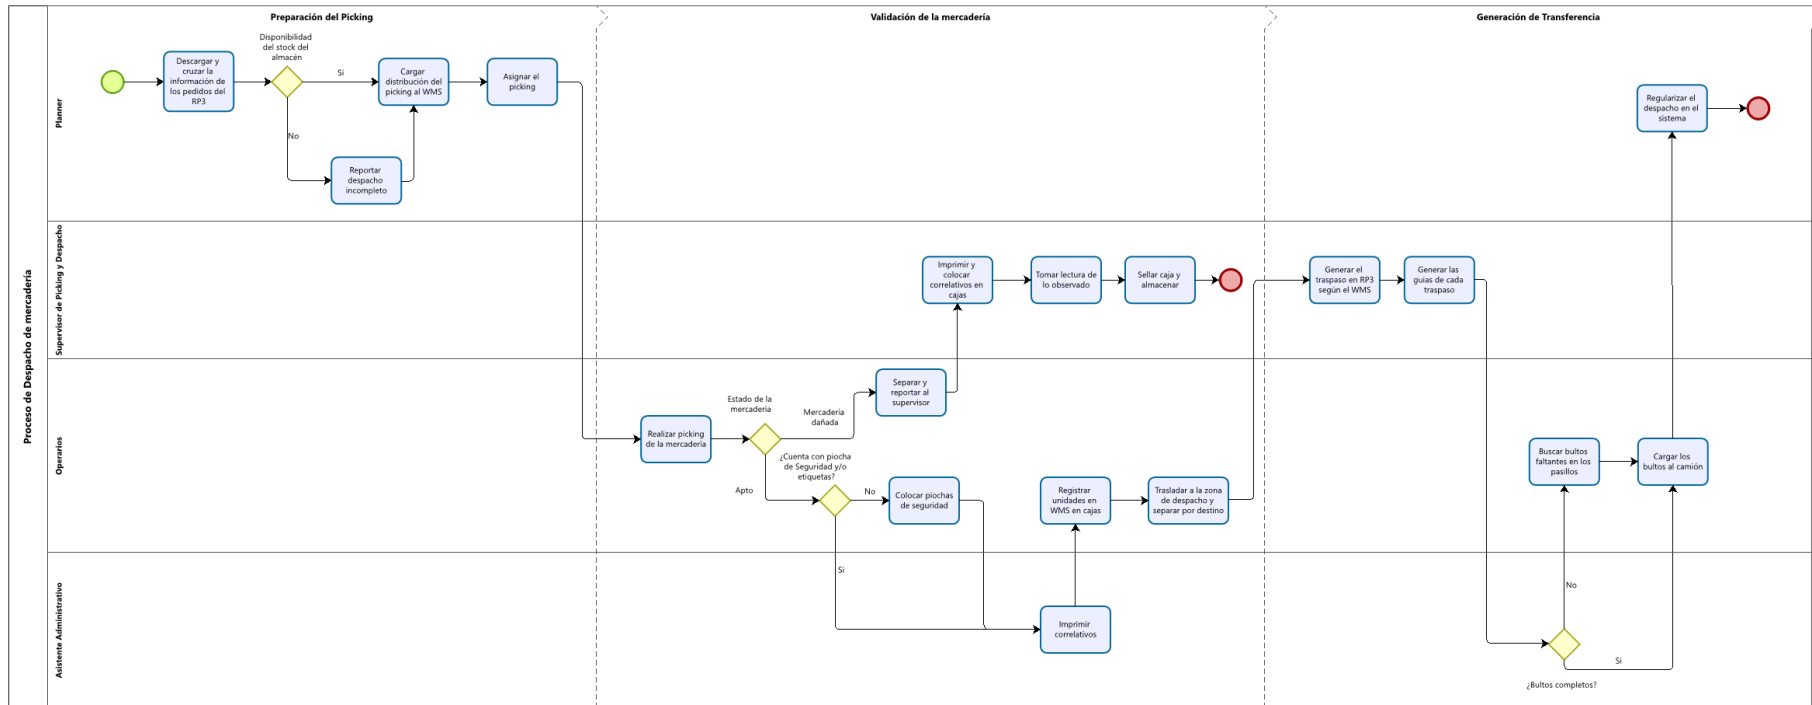 Preparación del Picking
Validación de la mercadería
Generación de Transferencia
Proceso de Despacho de mercadería
Planner
Disponibilidad
del stock del
almacén
Descargar y
cruzar la
información de
los pedidos del
RP3
Si
Cargar
distribución del
picking al WMS
Asignar el
picking
No
Reportar
despacho
incompleto
Regularizar el
despacho en el
sistema
Supervisor de Picking y Despacho
Imprimir y
colocar
correlativos en
cajas
Tomar lectura de
lo observado
Sellar caja y
almacenar
Generar el
traspaso en RP3
según el WMS
Generar las
guias de cada
traspaso
Operarios
Realizar picking
de la mercadería
Estado de la
mercadería
Mercadería
dañada
Separar y
reportar al
supervisor
Apto
¿Cuenta con piocha
de Seguridad y/o
etiquetas?
No
Colocar piochas
de seguridad
Registrar
unidades en
WMS en cajas
Trasladar a la zona
de despacho y
separar por destino
Buscar bultos
faltantes en los
pasillos
Cargar los
bultos al camión
Asistente Administrativo
Si
Imprimir
correlativos
No
Si
¿Bultos completos?